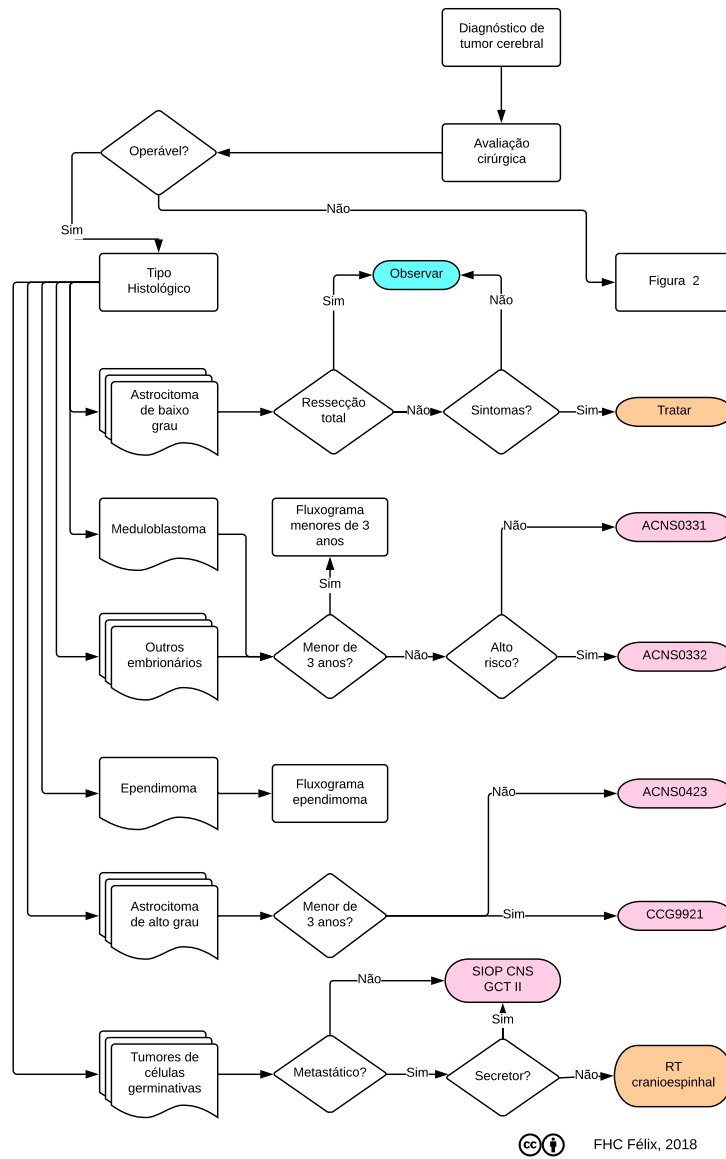 Diagnóstico de
tumor cerebral
Avaliação
cirúrgica
Operável?
Não
Sim
Tipo
Histológico
Figura 2
Observar
Sim
Não
Astrocitoma
de baixo
grau
Ressecção
total
Não
Sintomas?
Sim
Tratar
Meduloblastoma
Fluxograma
menores de 3
anos
Não
ACNS0331
Sim
Outros
embrionários
Menor de
3 anos?
Não
Alto
risco?
Sim
ACNS0332
Ependimoma
Fluxograma
ependimoma
Não
ACNS0423
Astrocitoma
de alto grau
Menor de
3 anos?
Sim
CCG9921
Não
SIOP CNS
GCT II
Sim
Tumores de
células
germinativas
Metastático?
Sim
Secretor?
Não
RT
cranioespinhal
cc
FHC Félix, 2018